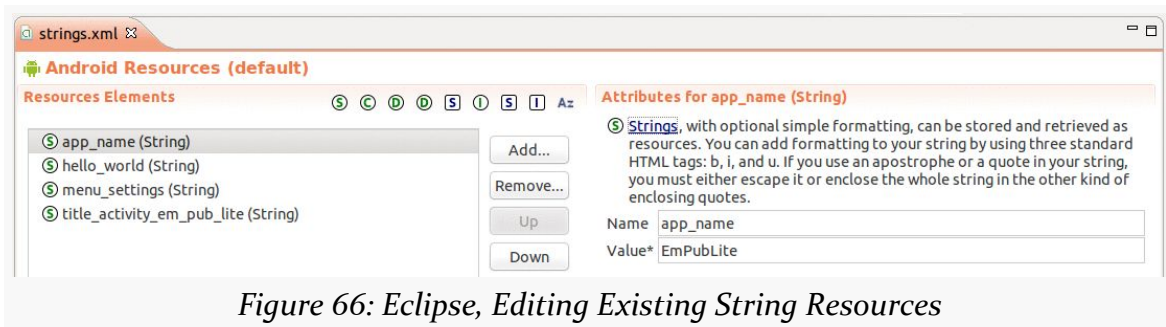 strings.xml
Android Resources (default)
Resources Elements
S C D D S I S I Az
S app_name (String)
S hello_world (String)
S menu_settings (String)
S title_activity_em_pub_lite (String)
Add...
Remove...
Up
Down
Attributes for app_name (String)
S Strings, with optional simple formatting, can be stored and retrieved as
resources. You can add formatting to your string by using three standard
HTML tags: b, i, and u. If you use an apostrophe or a quote in your string,
you must either escape it or enclose the whole string in the other kind of
enclosing quotes.
Name app_name
Value* EmPubLite
Figure 66: Eclipse, Editing Existing String Resources